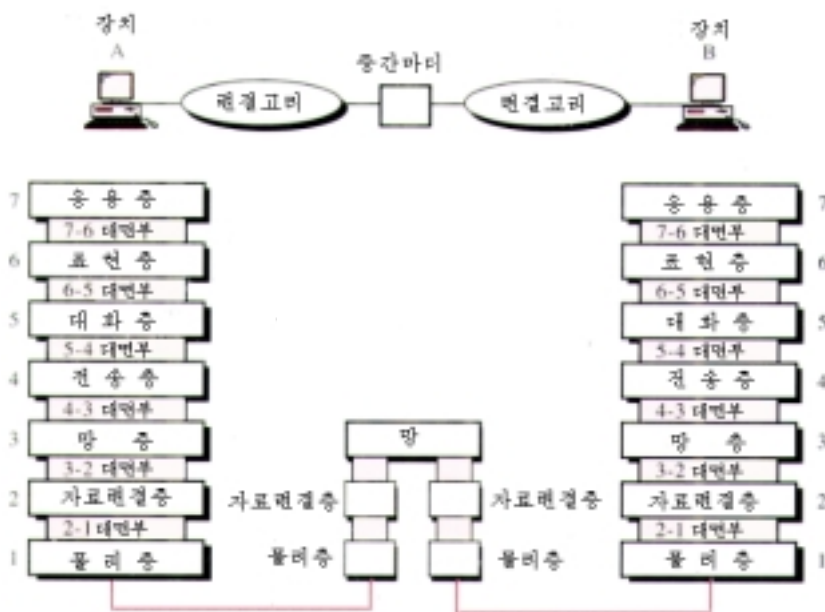 장치
A
련결고리
중간마디
련결고리
장치
B
7 응 용 층
7-6 대면부
6 표 현 층
6-5 대면부
5 대 화 층
5-4 대면부
4 전 송 층
4-3 대면부
3 망 층
3-2 대면부
2 자료련결층
2-1 대면부
1 물 리 층
망
자료련결층
자료련결층
물리층
물리층
응 용 층 7
7-6 대면부
표 현 층 6
6-5 대면부
대 화 층 5
5-4 대면부
전 송 층 4
4-3 대면부
망 층 3
3-2 대면부
자료련결층 2
2-1 대면부
물 리 층 1